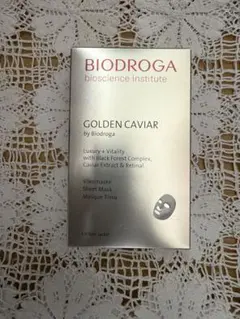 BIODROGA
bioscience institute
GOLDEN CAVIAR
By Biodroga
Luxury + Vitality
with Black Forest Complex,
Caviar Extract & Retinal
Vliesmaske
Sheet Mask
Masque Tissu